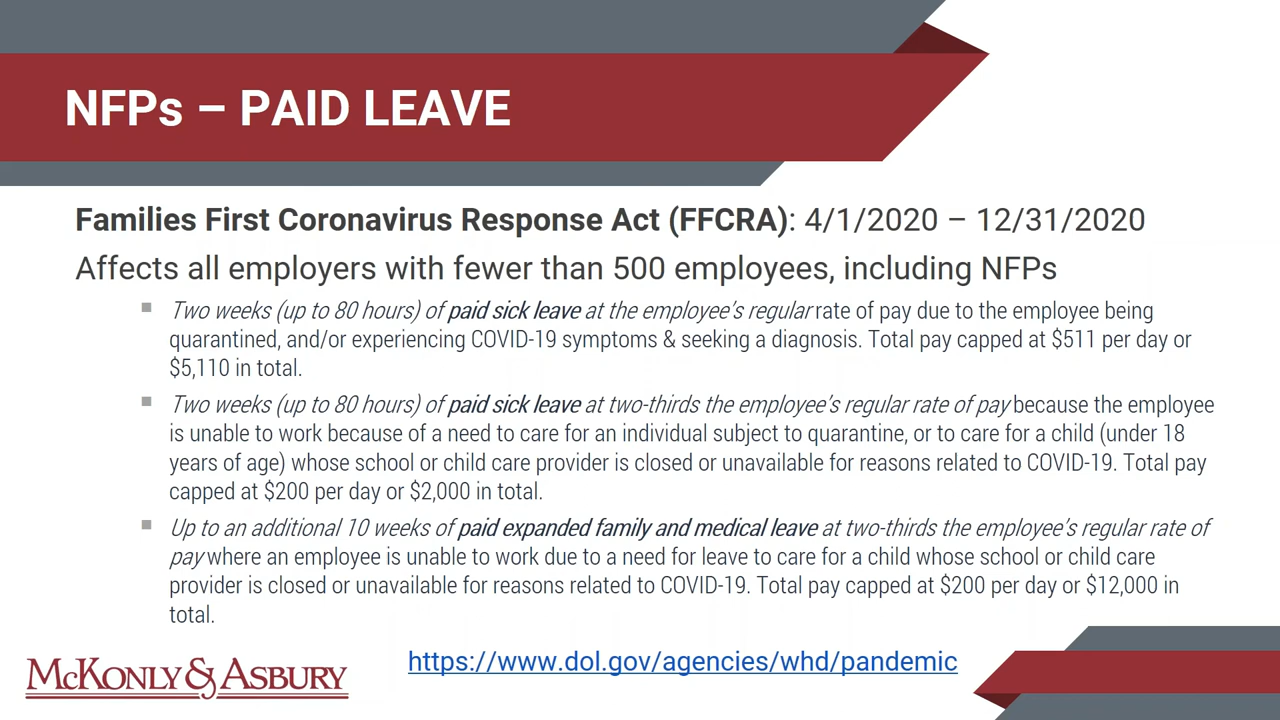 NFPs – PAID LEAVE
Families First Coronavirus Response Act (FFCRA): 4/1/2020 – 12/31/2020
Affects all employers with fewer than 500 employees, including NFPs
▪ Two weeks (up to 80 hours) of paid sick leave at the employee's regular rate of pay due to the employee being
quarantined, and/or experiencing COVID-19 symptoms & seeking a diagnosis. Total pay capped at $511 per day or
$5,110 in total.
▪ Two weeks (up to 80 hours) of paid sick leave at two-thirds the employee's regular rate of pay because the employee
is unable to work because of a need to care for an individual subject to quarantine, or to care for a child (under 18
years of age) whose school or child care provider is closed or unavailable for reasons related to COVID-19. Total pay
capped at $200 per day or $2,000 in total.
▪ Up to an additional 10 weeks of paid expanded family and medical leave at two-thirds the employee's regular rate of
pay where an employee is unable to work due to a need for leave to care for a child whose school or child care
provider is closed or unavailable for reasons related to COVID-19. Total pay capped at $200 per day or $12,000 in
total.
McKonly & Asbury
https://www.dol.gov/agencies/whd/pandemic